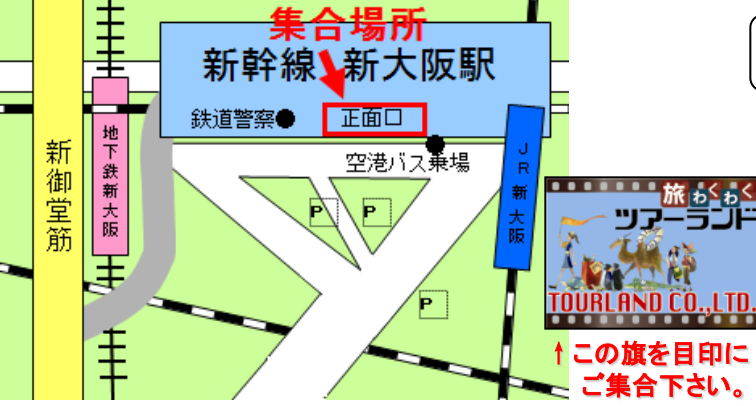 集合場所
新幹線 新大阪駅
鉄道警察
正面口
空港バス乗場
新御堂筋
地下鉄新大阪
JR新大阪
P
P
P
旅わくわく
ツアーランド
TOURLAND CO.,LTD.
↑この旗を目印に
ご集合下さい。